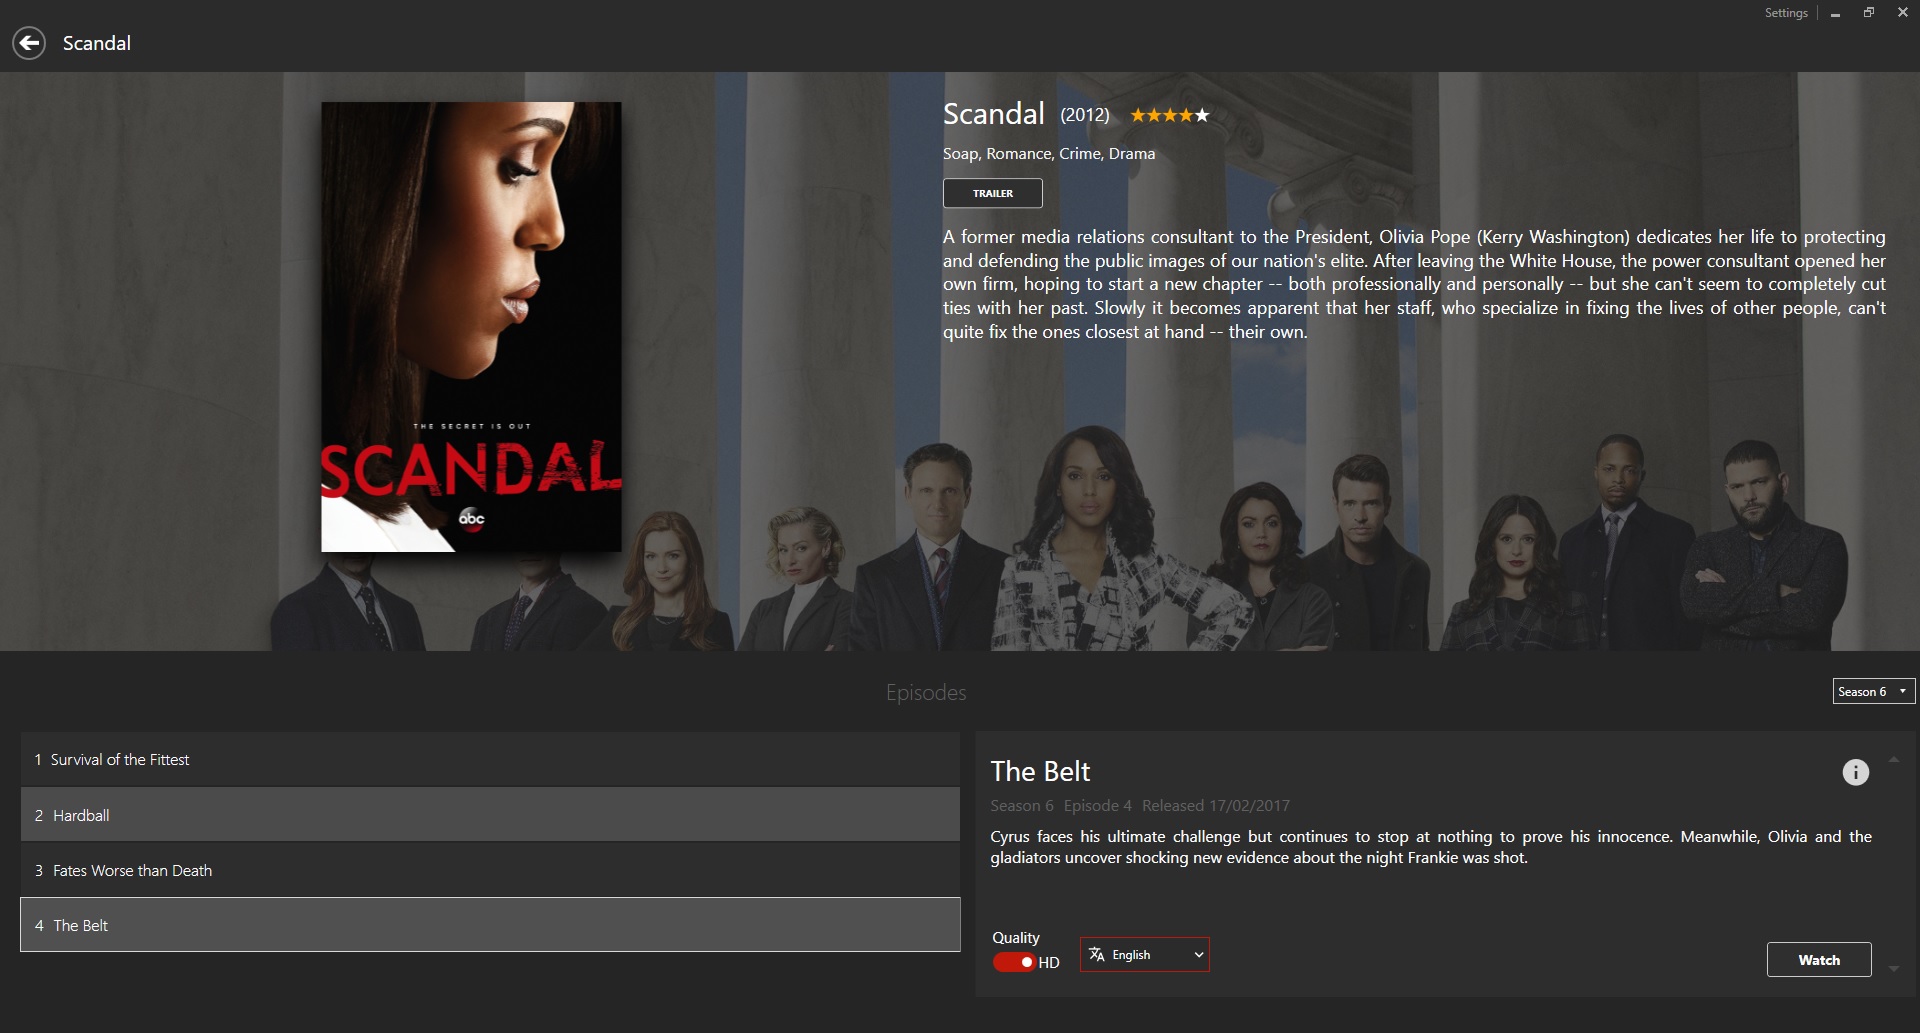 Settings
Scandal
Scandal (2012)
Soap, Romance, Crime, Drama
TRAILER
A former media relations consultant to the President, Olivia Pope (Kerry Washington) dedicates her life to protecting
and defending the public images of our nation's elite. After leaving the White House, the power consultant opened her
own firm, hoping to start a new chapter -- both professionally and personally -- but she can't seem to completely cut
ties with her past. Slowly it becomes apparent that her staff, who specialize in fixing the lives of other people, can't
quite fix the ones closest at hand -- their own.
THE SECRET IS OUT
SCANDAL
abc
Episodes
Season 6
1 Survival of the Fittest
2 Hardball
3 Fates Worse than Death
4 The Belt
The Belt
Season 6 Episode 4 Released 17/02/2017
Cyrus faces his ultimate challenge but continues to stop at nothing to prove his innocence. Meanwhile, Olivia and the
gladiators uncover shocking new evidence about the night Frankie was shot.
Quality
HD
English
Watch